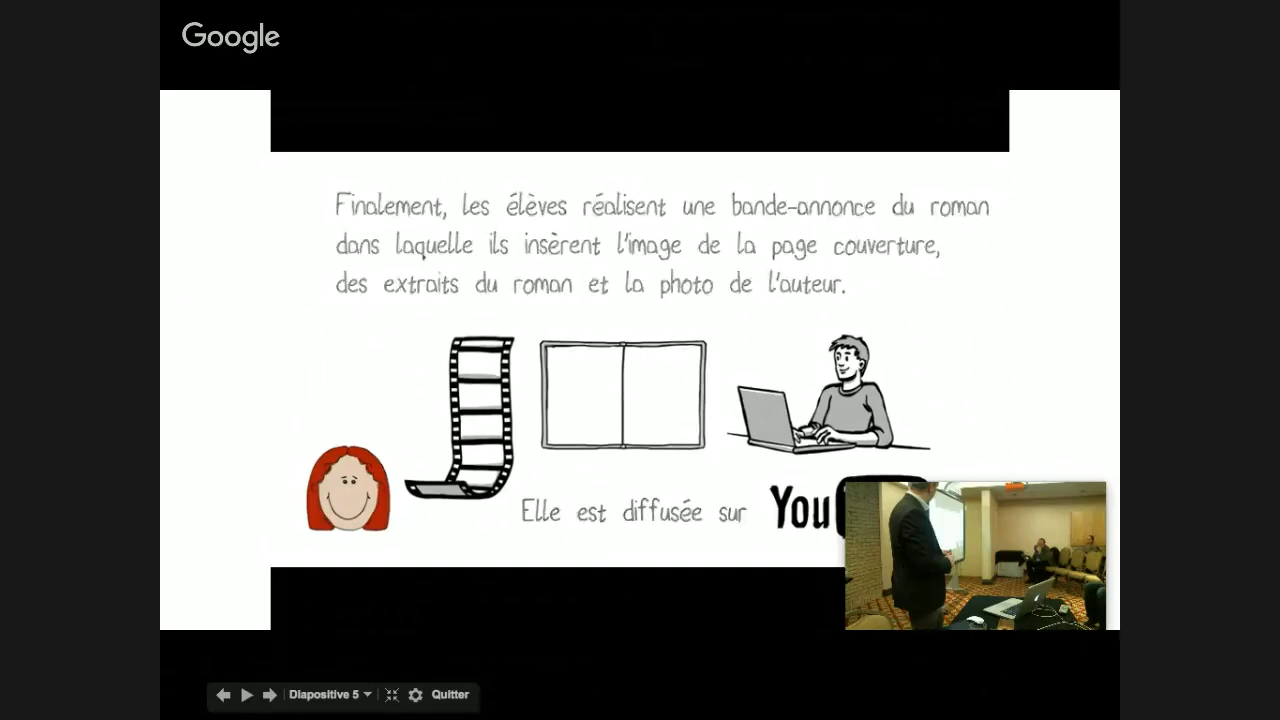 Google
Finalement, les élèves réalisent une bande-annonce du roman
dans laquelle ils insèrent l'image de la page couverture,
des extraits du roman et la photo de l'auteur.
Elle est diffusée sur You
Diapositive 5
Quitter